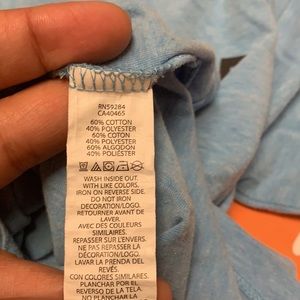 RN59284
CA40465
60% COTTON
40% POLYESTER
60% COTON
40% POLYESTER
60% ALGODON
40% POLIÉSTER
WASH INSIDE OUT.
WITH LIKE COLORS.
IRON ON REVERSE SIDE.
DO NOT IRON
DECORATION/LOGO.
RETOURNER AVANT DE
LAVER.
AVEC DES COULEURS
SIMILAIRES.
REPASSER SUR L'ENVERS.
NE PAS REPASSER LA
DÉCORATION/LOGO.
LAVAR LA PRENDA DEL
REVÉS.
CON COLORES SIMILARES.
PLANCHAR POR EL
REVERSO DE LA TELA
NO PLANCHAR